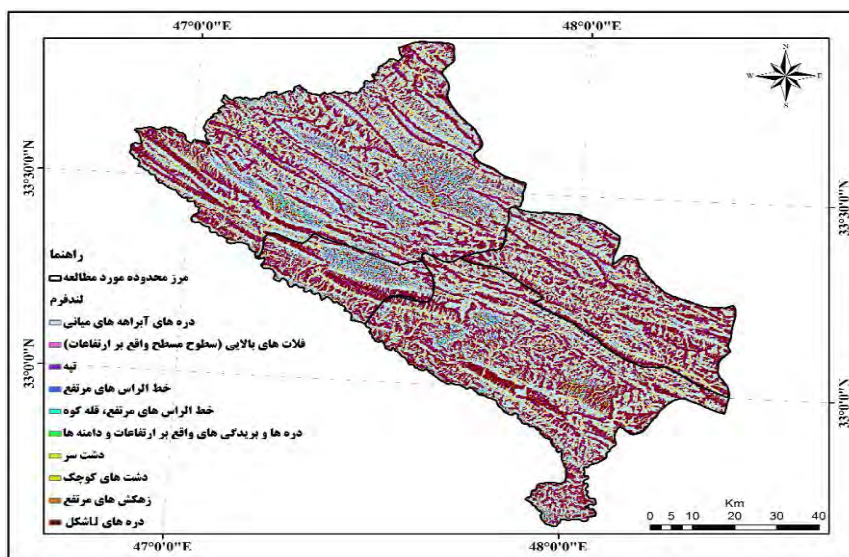 47°0'0"E
48°0'0"E
W
E
S
33°30'0"N
33°30'0"N
راهنما
مرز محدوده مورد مطالعه
لندفرم
دره های آبراهه های میانی
فلات های بالایی (سطوح مسطح واقع بر ارتفاعات)
تپه
خط الراس های مرتفع
خط الراس های مرتفع، قله کوه
دره ها و بریدگی های واقع بر ارتفاعات و دامنه ها
دشت سر
دشت های کوچک
زهکش های مرتفع
دره های Uشکل
33°0'0"N
33°0'0"N
Km
0 5 10 20 30 40
47°0'0"E
48°0'0"E